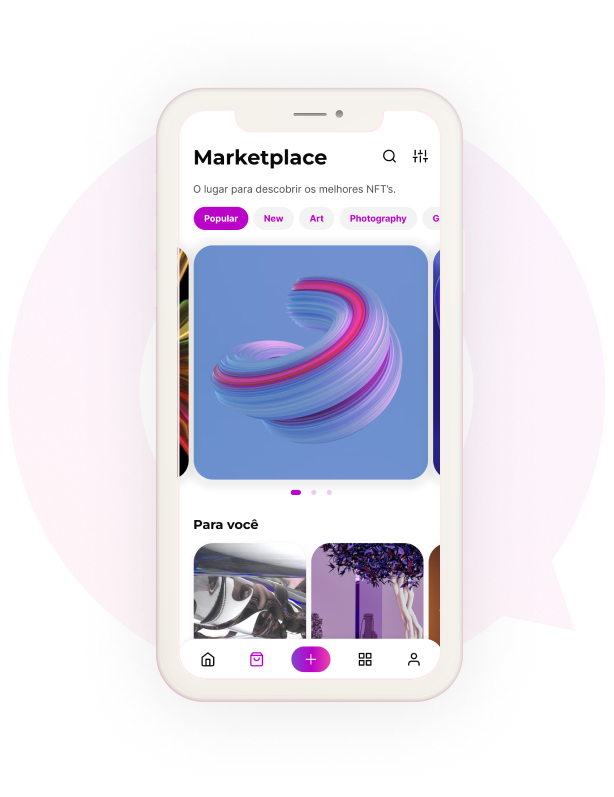 Marketplace
O lugar para descobrir os melhores NFT's.
Popular New Art Photography G
Para você